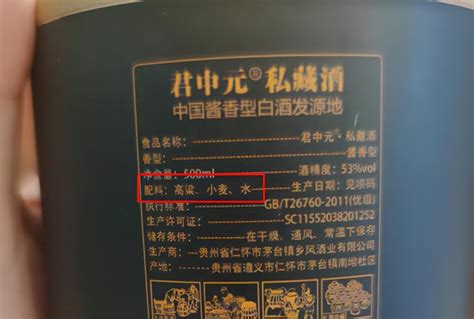 君中元® 私藏酒
中国酱香型白酒发源地
食品名称: 君中元·私藏酒
香型: 酱香型
净含量: 500ml 酒精度: 53%vol
配料: 高粱、小麦、水 生产日期: 见喷码
执行标准: GB/T26760-2011(优级)
生产许可证: SC11552038201252
储存条件: 在干燥、通风、常温下保存
生产商: 贵州省仁怀市茅台镇乡风酒业有限公司
产地: 贵州省遵义市仁怀市茅台镇南坳社区